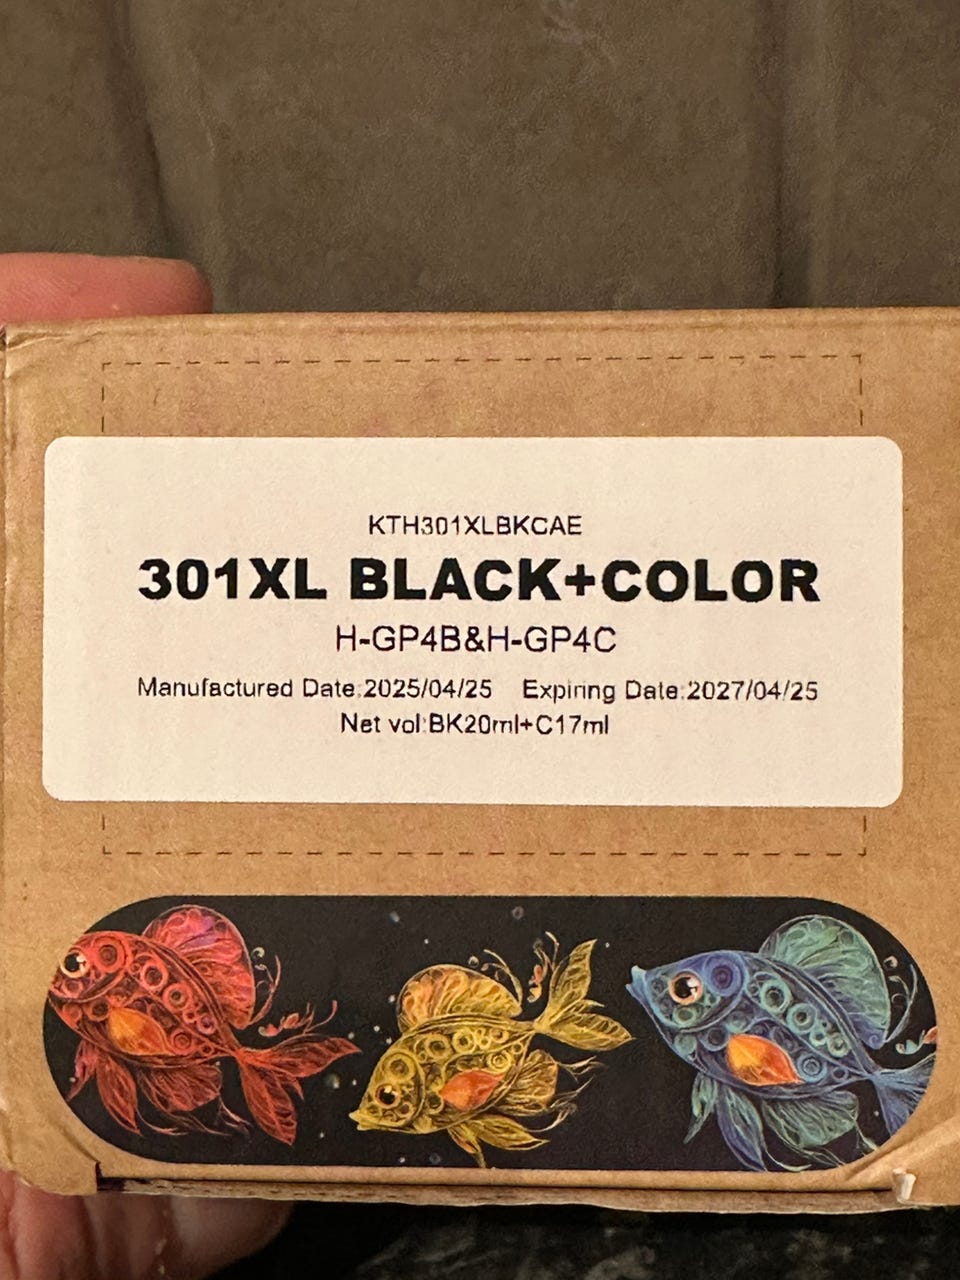 KTH301XLBKCAE
301XL BLACK+COLOR
H-GP4B&H-GP4C
Manufactured Date:2025/04/25 Expiring Date:2027/04/25
Net vol:BK20ml+C17ml